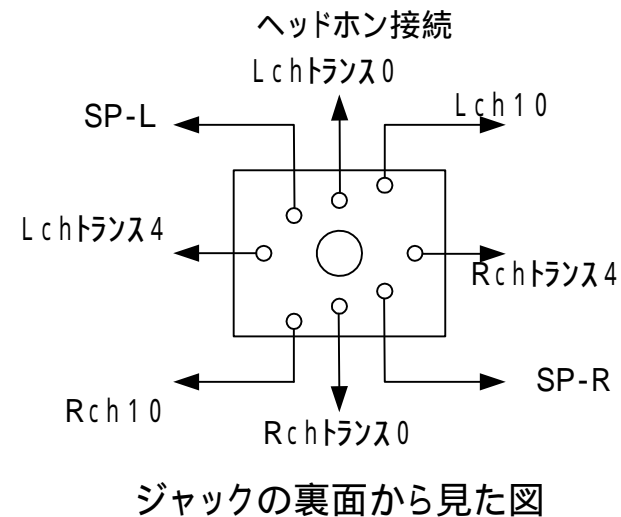 ヘッドホン接続
Lchトランス0
Lch10
SP-L
Lchトランス4
Rchトランス4
SP-R
Rch10
Rchトランス0
ジャックの裏面から見た図